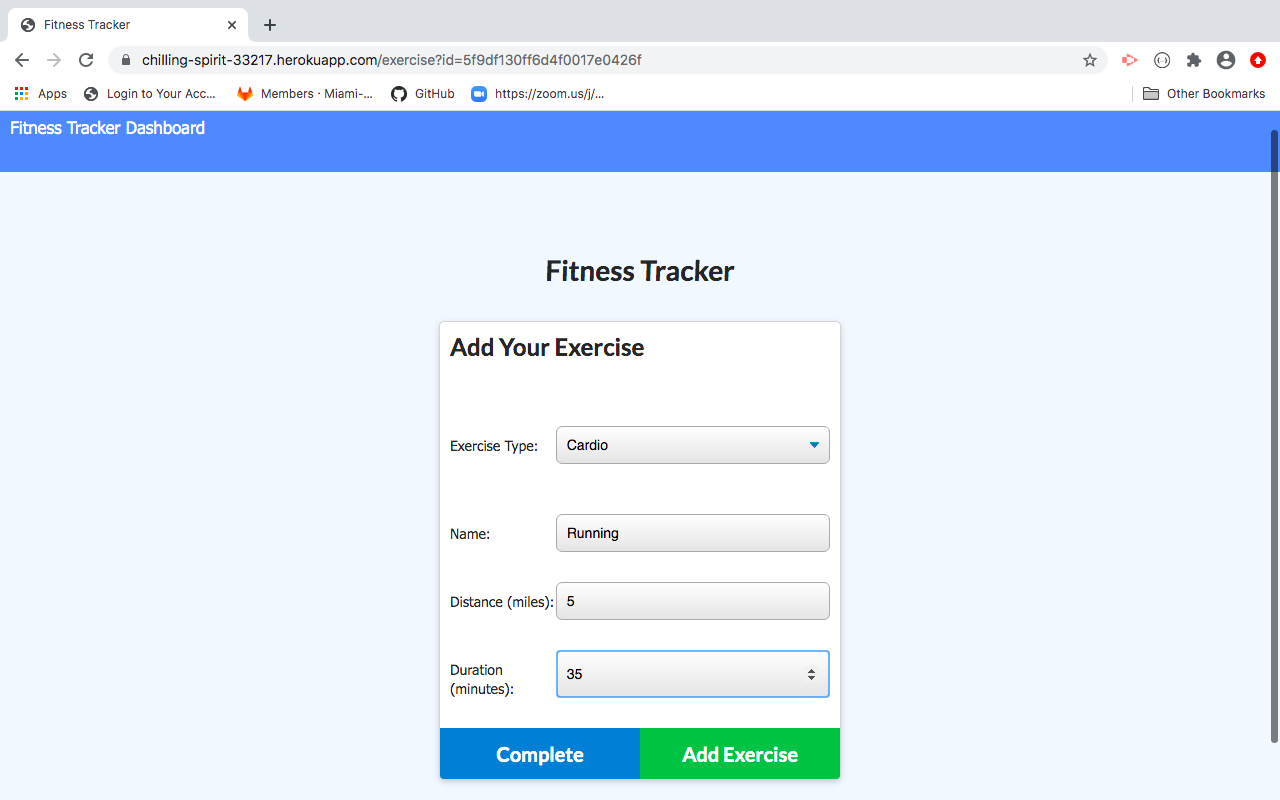 Fitness Tracker
chilling-spirit-33217.herokuapp.com/exercise?id=5f9df130ff6d4f0017e0426f
Apps Login to Your Acc... Members · Miami-... GitHub https://zoom.us/j/... Other Bookmarks
Fitness Tracker Dashboard
Fitness Tracker
Add Your Exercise
Exercise Type: Cardio
Name: Running
Distance (miles): 5
Duration
(minutes): 35
Complete Add Exercise